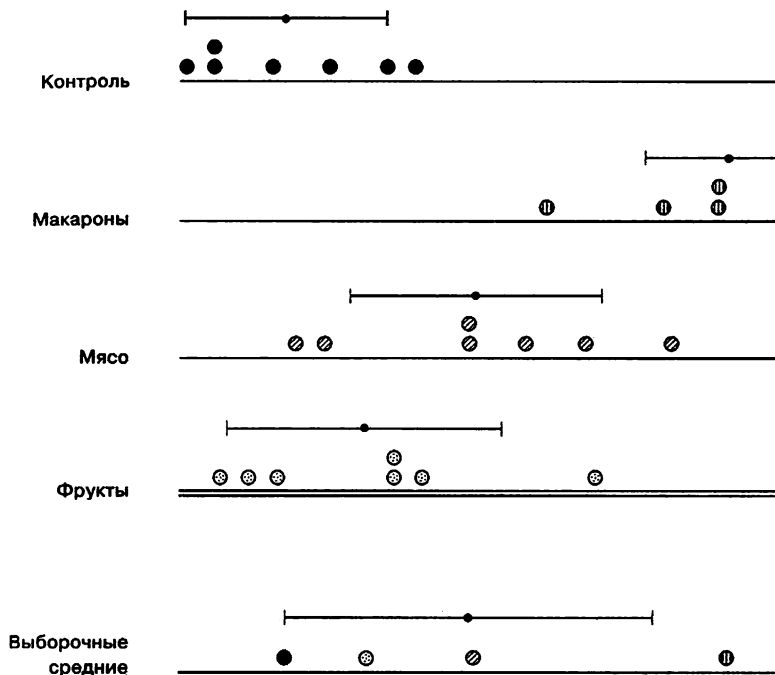 Контроль
Макароны
Мясо
Фрукты
Выборочные
средние